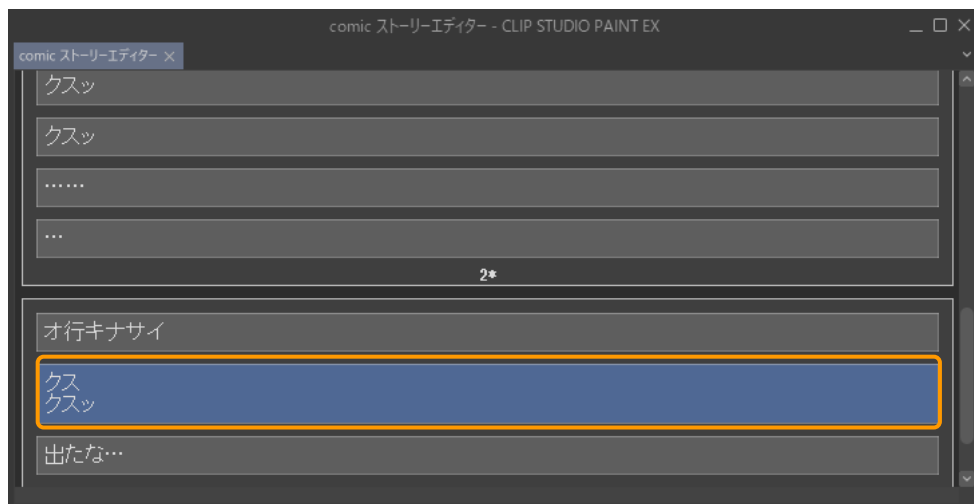 comic ストーリーエディター - CLIP STUDIO PAINT EX
comic ストーリーエディター
クスッ
クスッ
……
…
2*
オ行キナサイ
クス
クスッ
出たな…